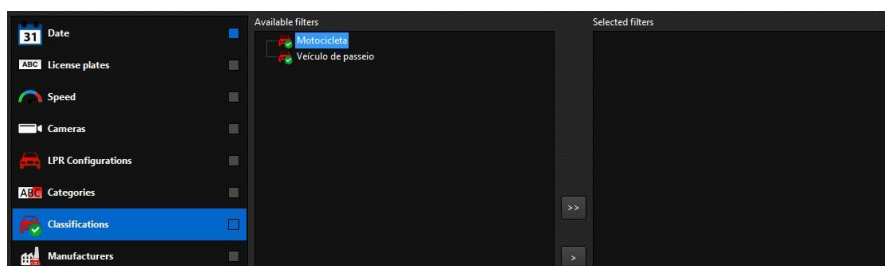 Available filters
Selected filters
31 Date
ABC License plates
Speed
Cameras
LPR Configurations
ABC Categories
Classifications
Manufacturers
Motocicleta
Veículo de passeio
>>
>